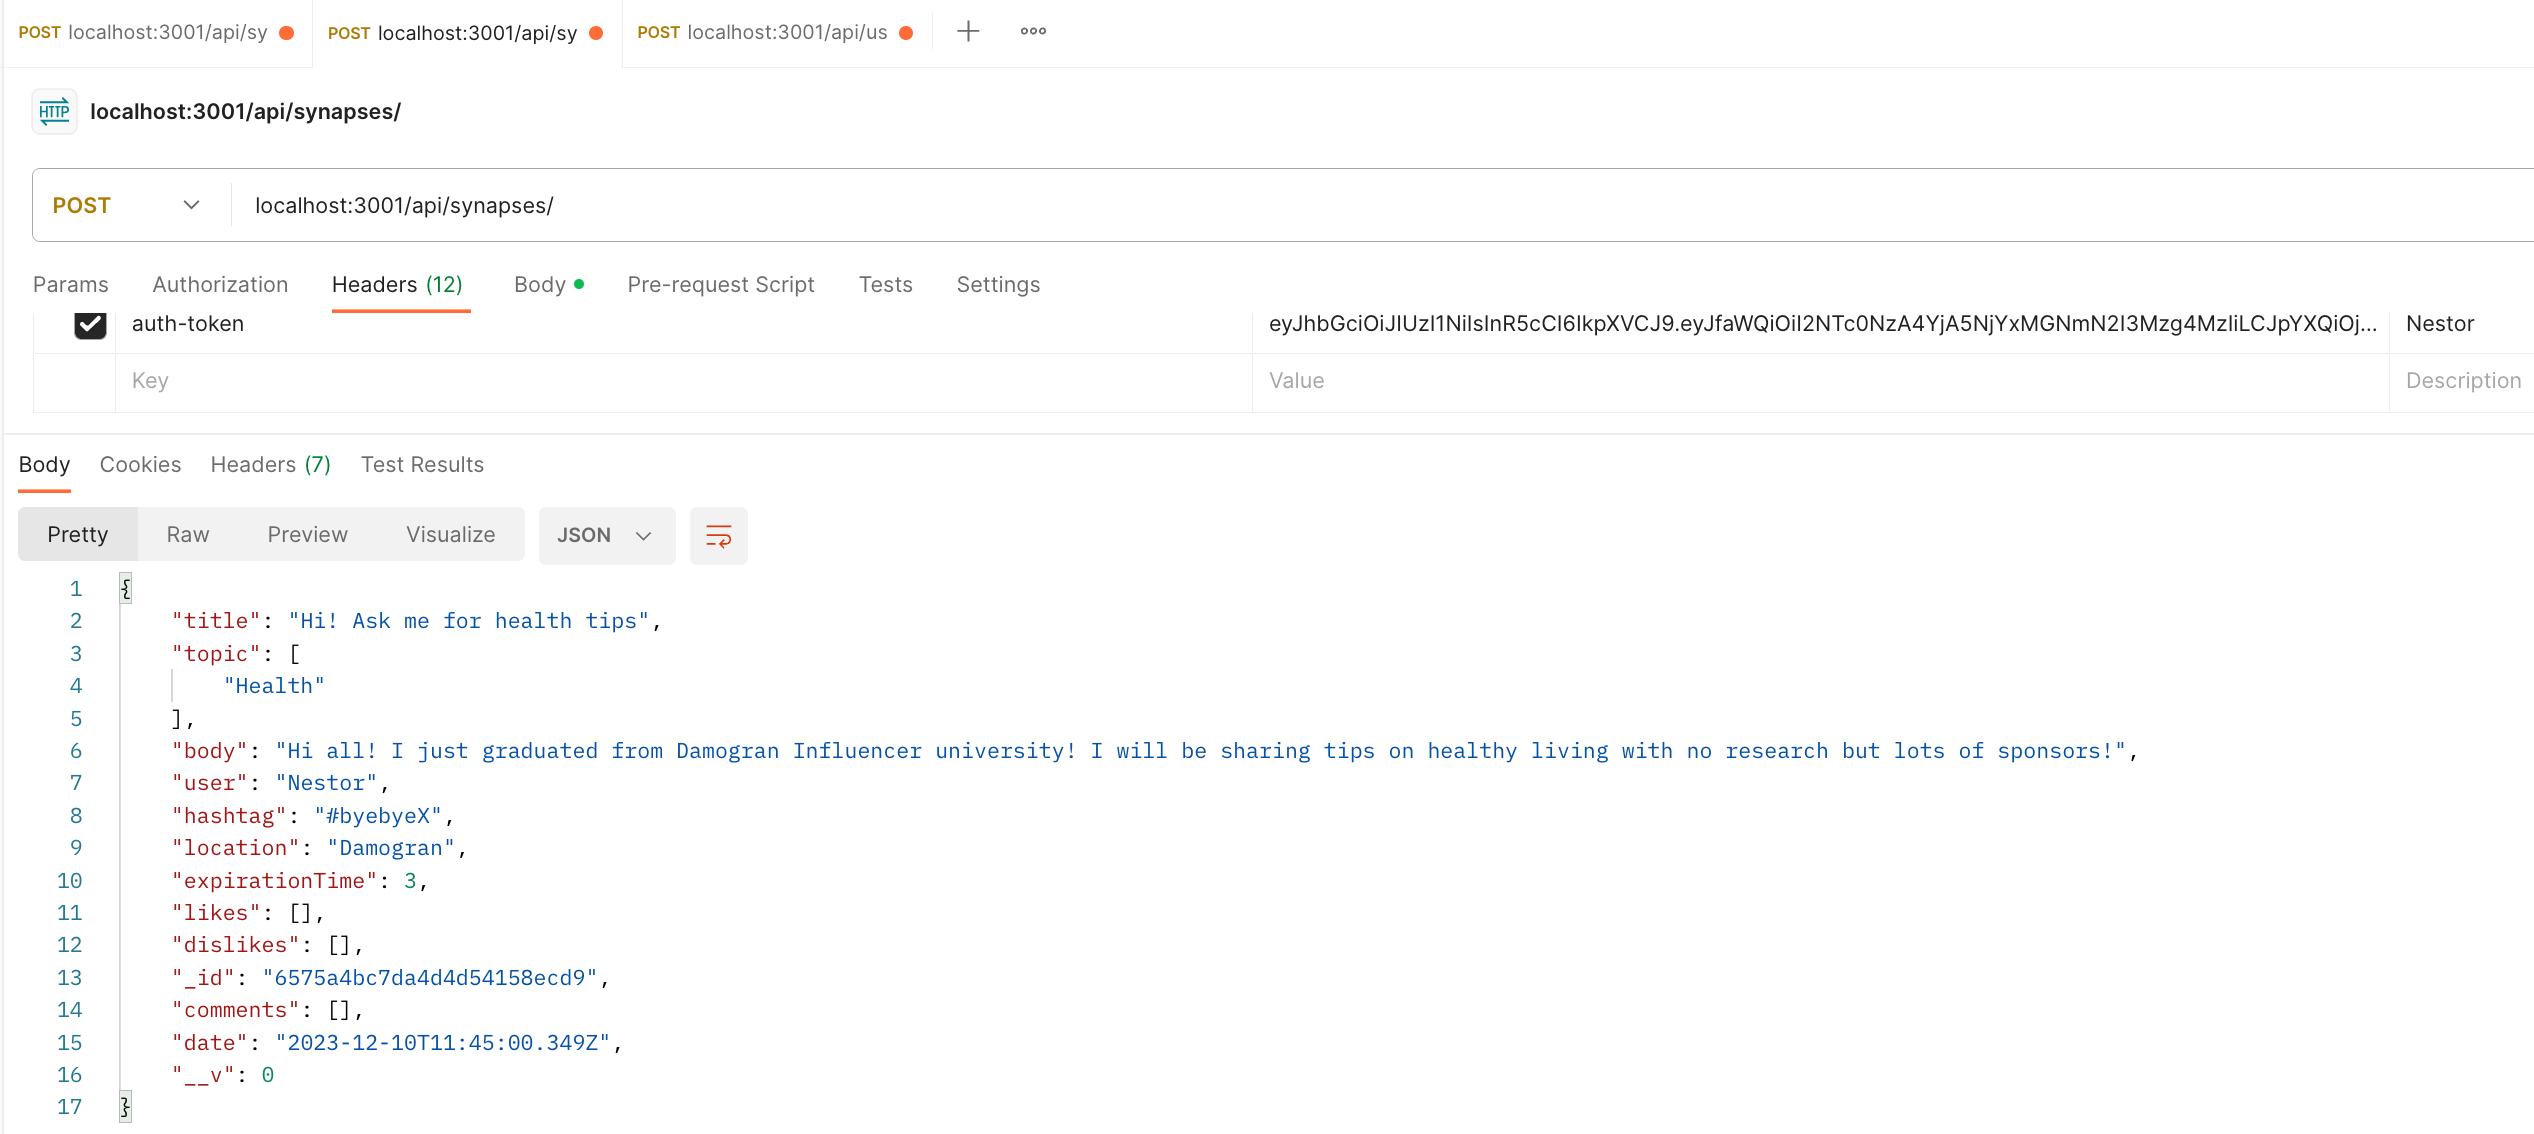 POST localhost:3001/api/sy POST localhost:3001/api/sy POST localhost:3001/api/us
HTTP localhost:3001/api/synapses/
POST localhost:3001/api/synapses/
Params Authorization Headers (12) Body Pre-request Script Tests Settings
auth-token eyJhbGciOiJIUzI1NiIsInR5cCI6IkpXVCJ9.eyJfaWQiOiI2NTc0NzA4YjA5NjYxMGNmN2I3Mzg4MzIiLCJpYXQiOj... Nestor
Key Value Description
Body Cookies Headers (7) Test Results
Pretty Raw Preview Visualize JSON
1 {
2 "title": "Hi! Ask me for health tips",
3 "topic": [
4 "Health"
5 ],
6 "body": "Hi all! I just graduated from Damogran Influencer university! I will be sharing tips on healthy living with no research but lots of sponsors!",
7 "user": "Nestor",
8 "hashtag": "#byebyeX",
9 "location": "Damogran",
10 "expirationTime": 3,
11 "likes": [],
12 "dislikes": [],
13 "_id": "6575a4bc7da4d4d54158ecd9",
14 "comments": [],
15 "date": "2023-12-10T11:45:00.349Z",
16 "__v": 0
17 }